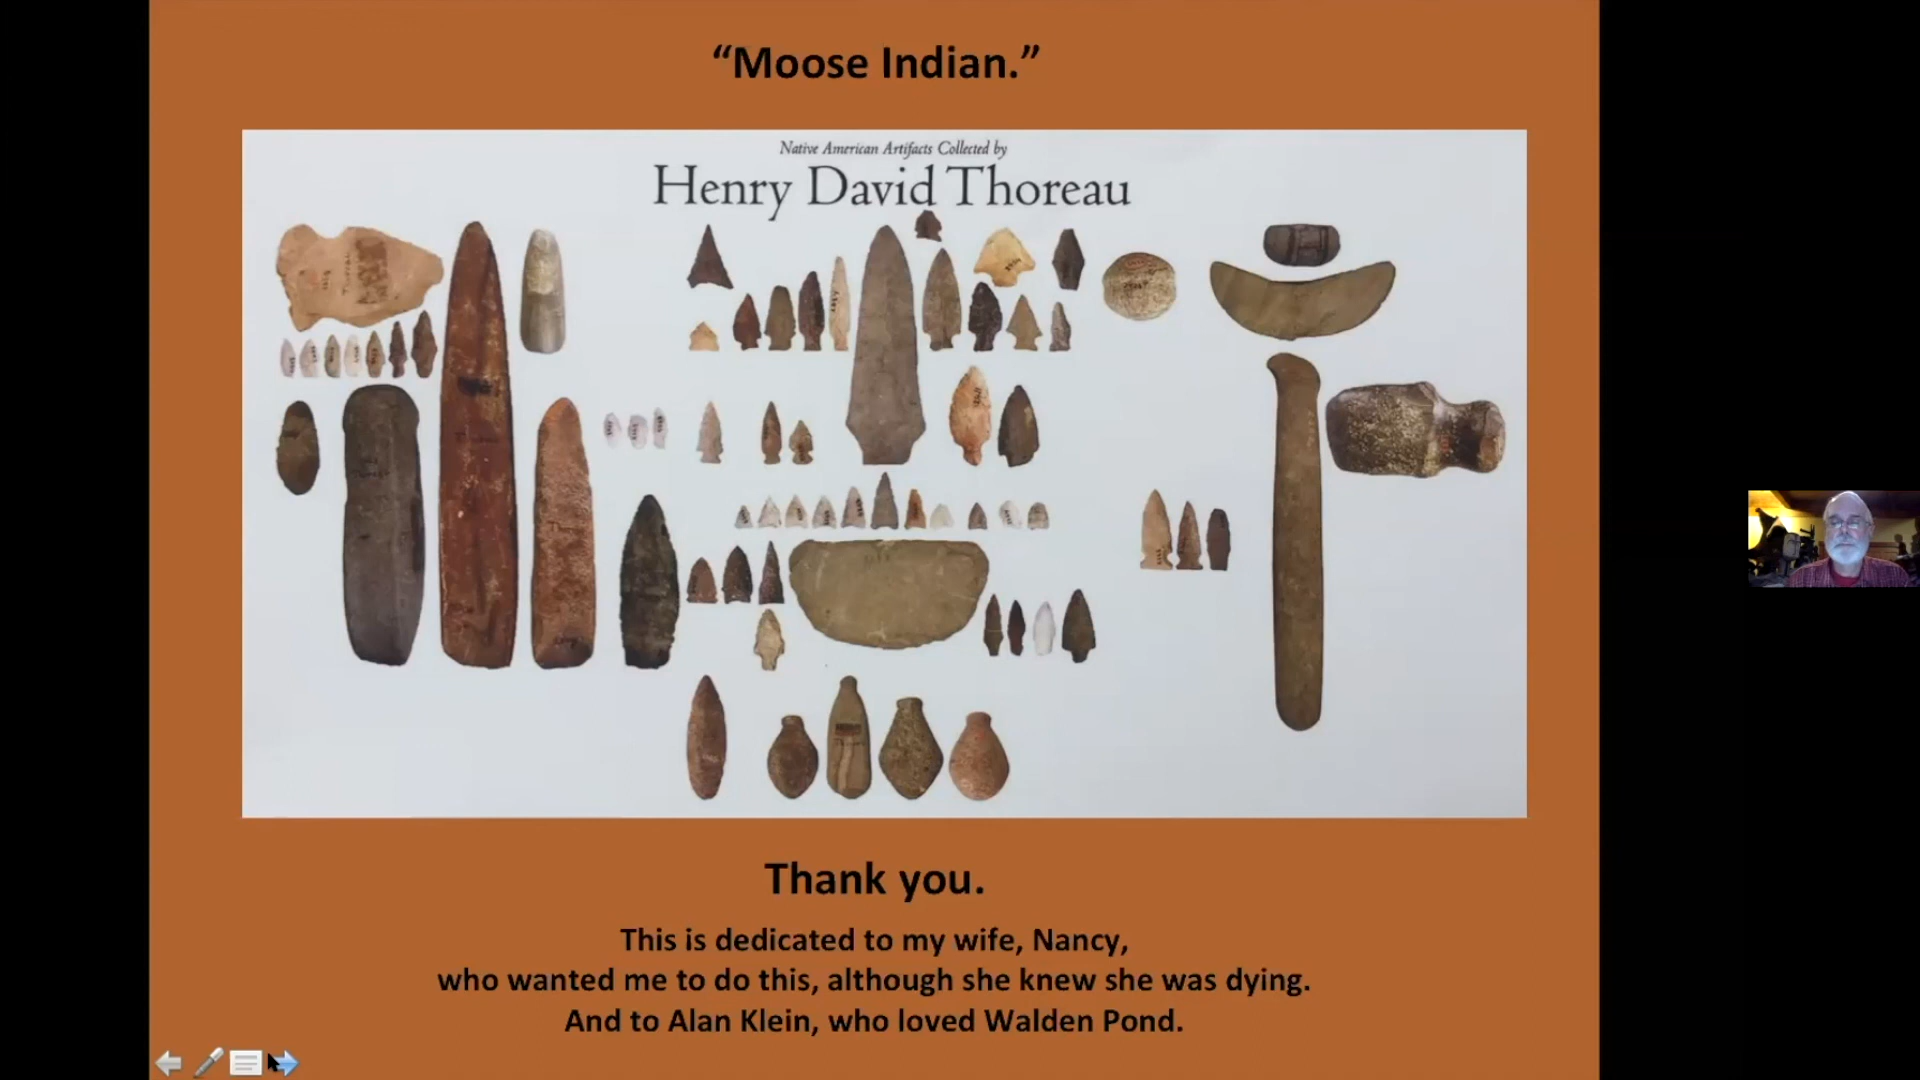 “Moose Indian.”
Native American Artifacts Collected by
Henry David Thoreau
Thank you.
This is dedicated to my wife, Nancy,
who wanted me to do this, although she knew she was dying.
And to Alan Klein, who loved Walden Pond.